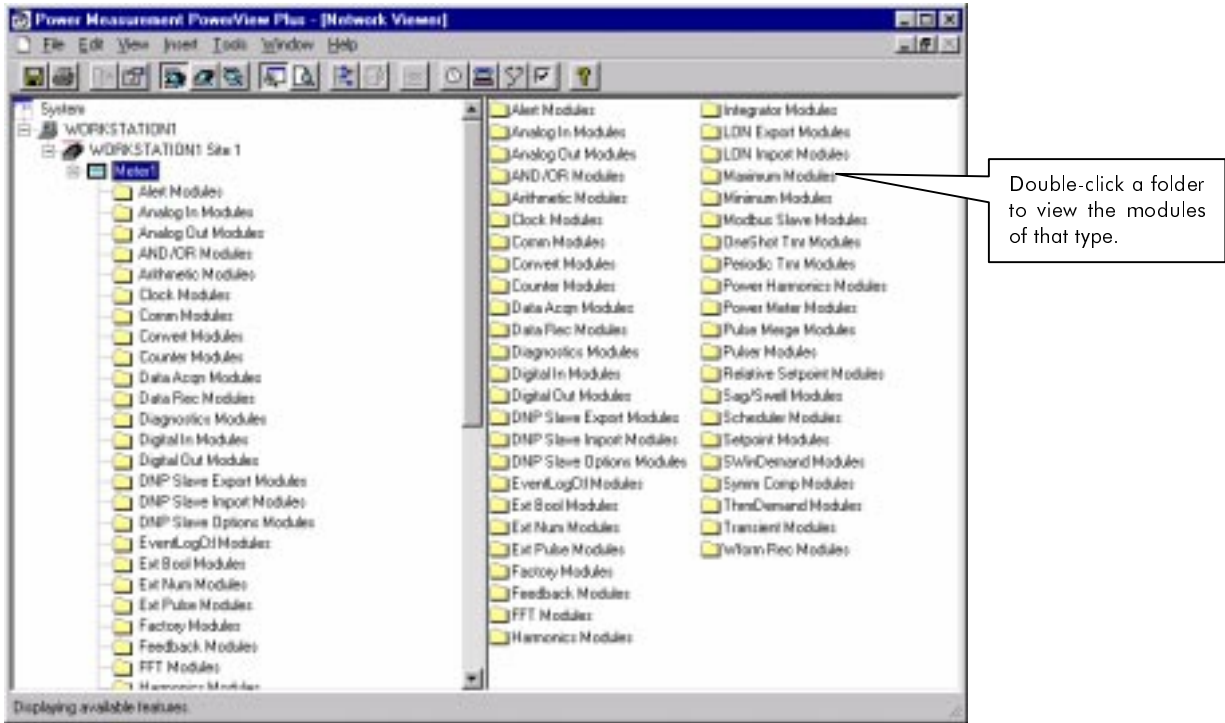 Power Measurement PowerView Plus - [Network Viewer]
File Edit View Insert Tools Window Help
System
WORKSTATION1
WORKSTATION1 Site 1
Meter1
Alert Modules
Analog In Modules
Analog Out Modules
AND/OR Modules
Arithmetic Modules
Clock Modules
Comm Modules
Convert Modules
Counter Modules
Data Acqn Modules
Data Rec Modules
Diagnostics Modules
Digital In Modules
Digital Out Modules
DNP Slave Export Modules
DNP Slave Import Modules
DNP Slave Options Modules
EventLogCtl Modules
Ext Bool Modules
Ext Num Modules
Ext Pulse Modules
Factory Modules
Feedback Modules
FFT Modules
Harmonics Modules
Alert Modules
Analog In Modules
Analog Out Modules
AND/OR Modules
Arithmetic Modules
Clock Modules
Comm Modules
Convert Modules
Counter Modules
Data Acqn Modules
Data Rec Modules
Diagnostics Modules
Digital In Modules
Digital Out Modules
DNP Slave Export Modules
DNP Slave Import Modules
DNP Slave Options Modules
EventLogCtl Modules
Ext Bool Modules
Ext Num Modules
Ext Pulse Modules
Factory Modules
Feedback Modules
FFT Modules
Harmonics Modules
Integrator Modules
LON Export Modules
LON Import Modules
Maximum Modules
Minimum Modules
Modbus Slave Modules
OneShot Tmr Modules
Periodic Tmr Modules
Power Harmonics Modules
Power Meter Modules
Pulse Merge Modules
Pulser Modules
Relative Setpoint Modules
Sag/Swell Modules
Scheduler Modules
Setpoint Modules
SWinDemand Modules
Symm Comp Modules
ThrmDemand Modules
Transient Modules
Wform Rec Modules
Double-click a folder
to view the modules
of that type.
Displaying available features